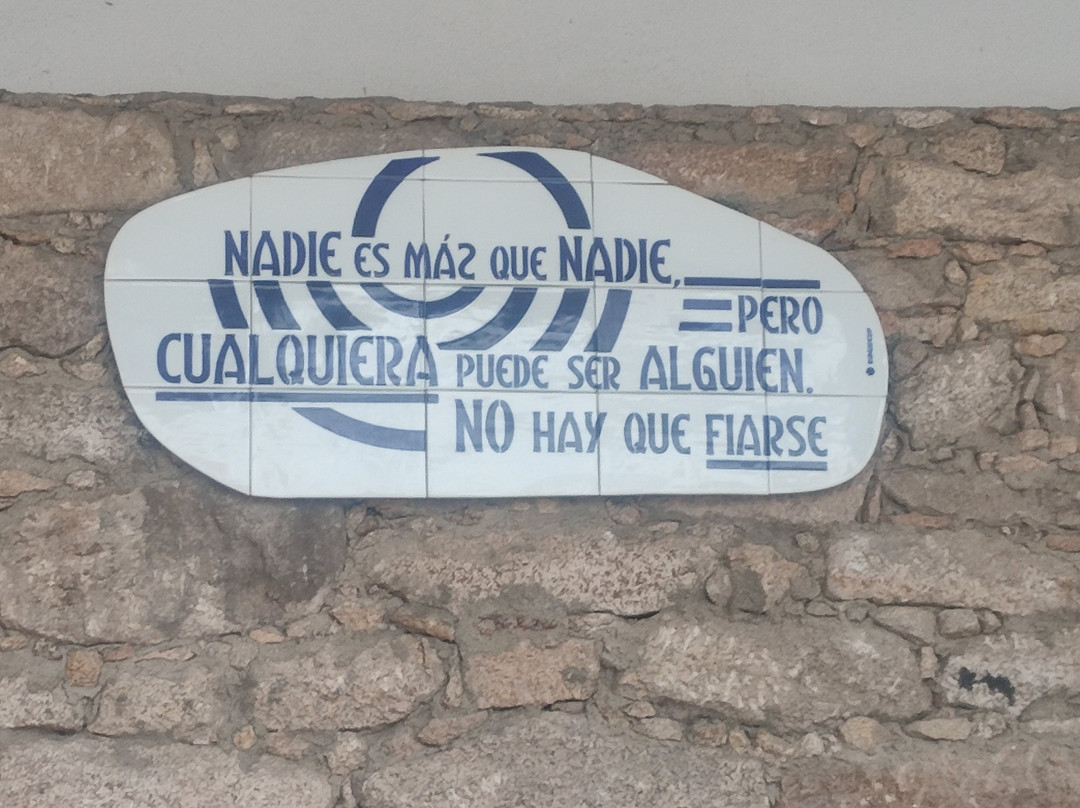 NADIE ES MÁS QUE NADIE,
PERO
CUALQUIERA PUEDE SER ALGUIEN.
NO HAY QUE FIARSE